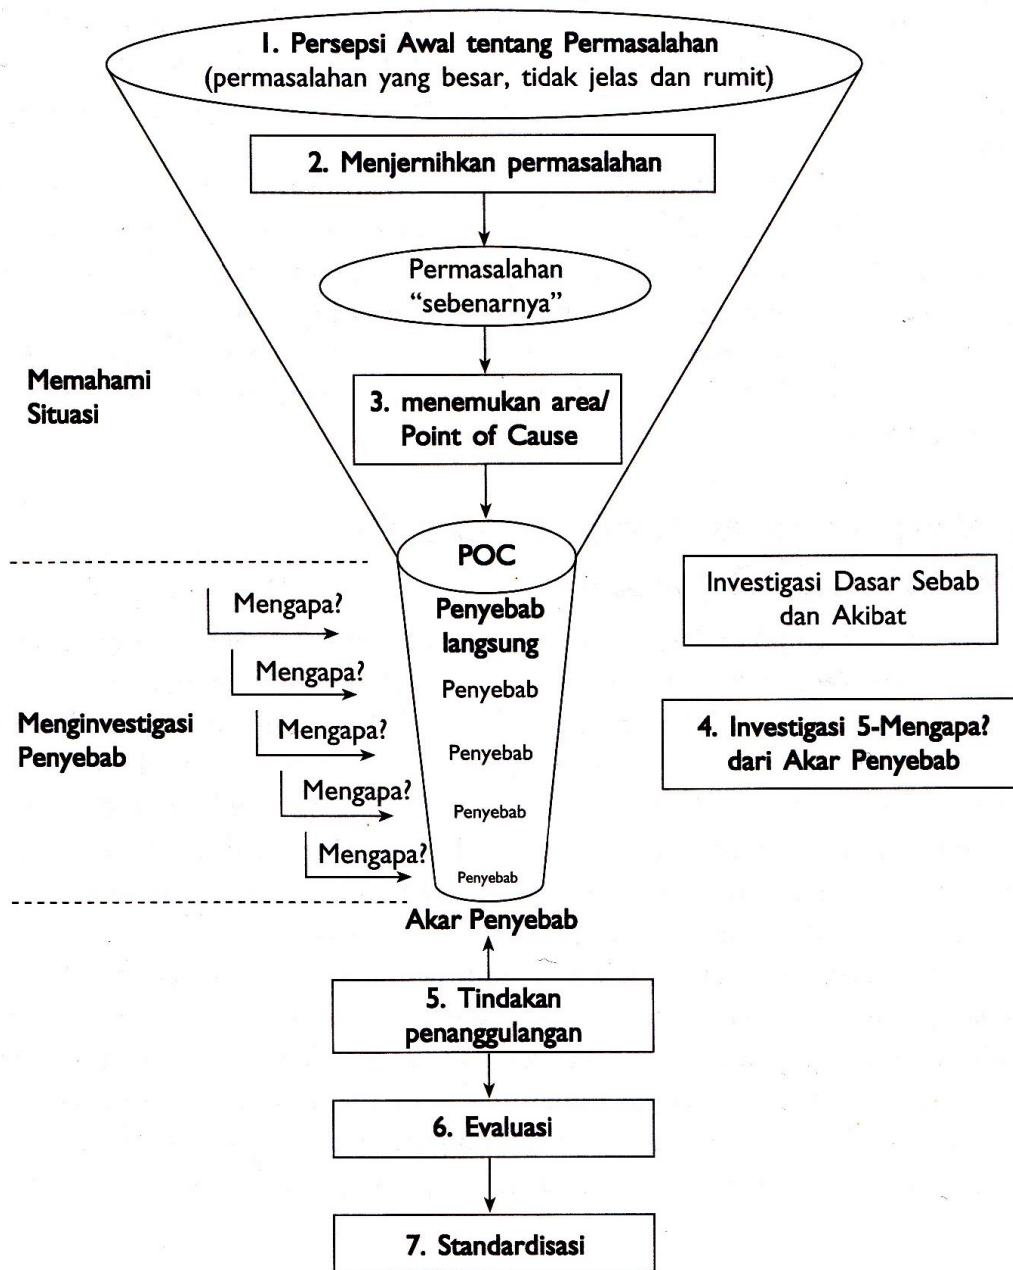 1. Persepsi Awal tentang Permasalahan
(permasalahan yang besar, tidak jelas dan rumit)
2. Menjernihkan permasalahan
Permasalahan
“sebenarnya”
Memahami
Situasi
3. menemukan area/
Point of Cause
POC
Investigasi Dasar Sebab
dan Akibat
Mengapa?
Penyebab
langsung
Mengapa?
Penyebab
Menginvestigasi
Penyebab
4. Investigasi 5-Mengapa?
dari Akar Penyebab
Mengapa?
Penyebab
Mengapa?
Penyebab
Mengapa?
Penyebab
Akar Penyebab
5. Tindakan
penanggulangan
6. Evaluasi
7. Standardisasi